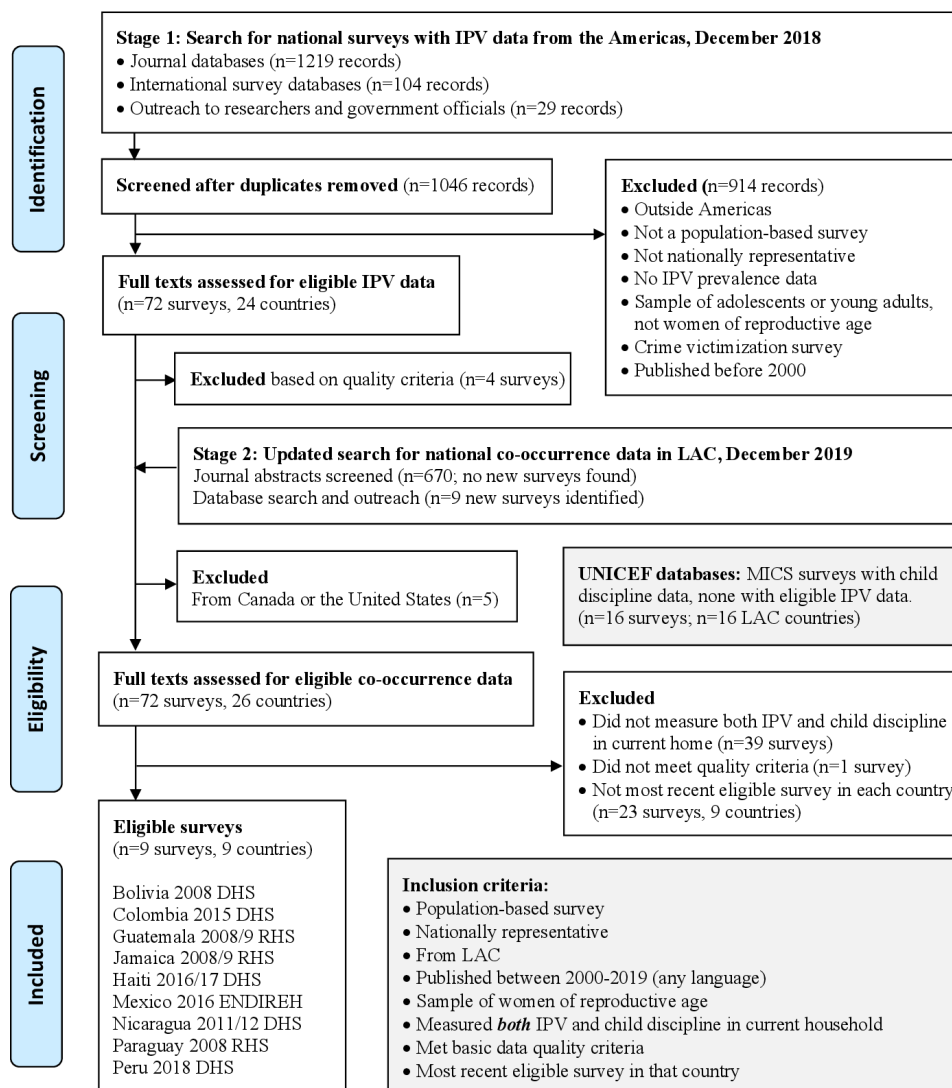 Identification
Stage 1: Search for national surveys with IPV data from the Americas, December 2018
• Journal databases (n=1219 records)
• International survey databases (n=104 records)
• Outreach to researchers and government officials (n=29 records)
Screened after duplicates removed (n=1046 records)
Excluded (n=914 records)
• Outside Americas
• Not a population-based survey
• Not nationally representative
• No IPV prevalence data
• Sample of adolescents or young adults,
not women of reproductive age
• Crime victimization survey
• Published before 2000
Full texts assessed for eligible IPV data
(n=72 surveys, 24 countries)
Screening
Excluded based on quality criteria (n=4 surveys)
Stage 2: Updated search for national co-occurrence data in LAC, December 2019
Journal abstracts screened (n=670; no new surveys found)
Database search and outreach (n=9 new surveys identified)
Excluded
From Canada or the United States (n=5)
UNICEF databases: MICS surveys with child
discipline data, none with eligible IPV data.
(n=16 surveys; n=16 LAC countries)
Eligibility
Full texts assessed for eligible co-occurrence data
(n=72 surveys, 26 countries)
Excluded
• Did not measure both IPV and child discipline
in current home (n=39 surveys)
• Did not meet quality criteria (n=1 survey)
• Not most recent eligible survey in each country
(n=23 surveys, 9 countries)
Included
Eligible surveys
(n=9 surveys, 9 countries)
Bolivia 2008 DHS
Colombia 2015 DHS
Guatemala 2008/9 RHS
Jamaica 2008/9 RHS
Haiti 2016/17 DHS
Mexico 2016 ENDIREH
Nicaragua 2011/12 DHS
Paraguay 2008 RHS
Peru 2018 DHS
Inclusion criteria:
• Population-based survey
• Nationally representative
• From LAC
• Published between 2000-2019 (any language)
• Sample of women of reproductive age
• Measured both IPV and child discipline in current household
• Met basic data quality criteria
• Most recent eligible survey in that country